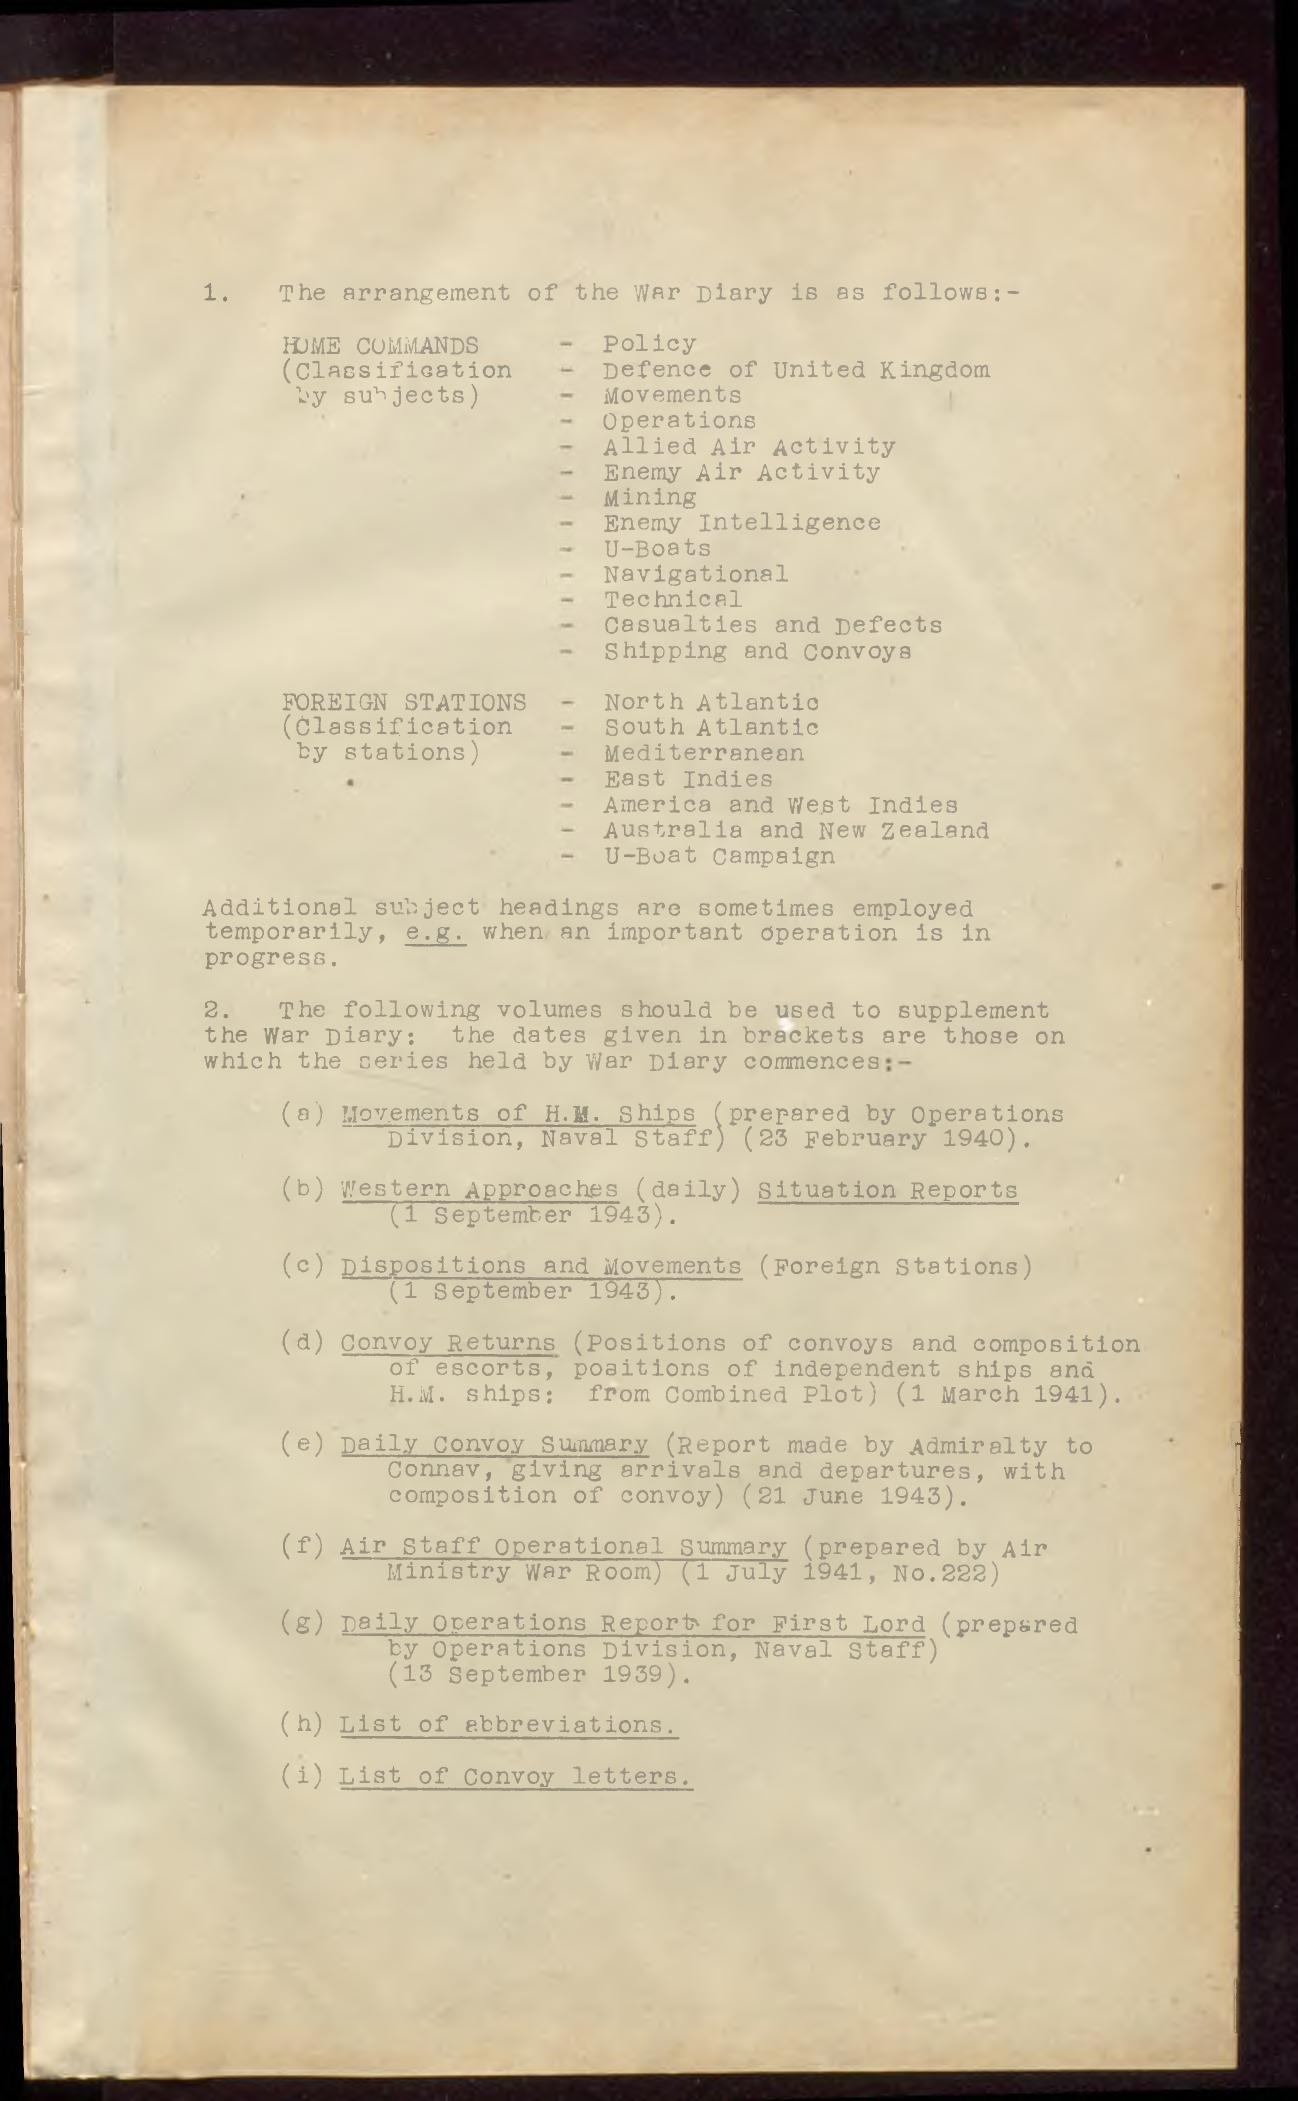 1. The arrangement of the War Diary is as follows:-
HOME COMMANDS - Policy
(Classification - Defence of United Kingdom
by subjects) - Movements
- Operations
- Allied Air Activity
- Enemy Air Activity
- Mining
- Enemy Intelligence
- U-Boats
- Navigational
- Technical
- Casualties and Defects
- Shipping and Convoys
FOREIGN STATIONS - North Atlantic
(Classification - South Atlantic
by stations) - Mediterranean
- East Indies
- America and West Indies
- Australia and New Zealand
- U-Boat Campaign
Additional subject headings are sometimes employed
temporarily, e.g. when an important operation is in
progress.
2. The following volumes should be used to supplement
the War Diary: the dates given in brackets are those on
which the series held by War Diary commences:-
(a) Movements of H.M. Ships (prepared by Operations
Division, Naval Staff) (23 February 1940).
(b) Western Approaches (daily) Situation Reports
(1 September 1943).
(c) Dispositions and Movements (Foreign Stations)
(1 September 1943).
(d) Convoy Returns (Positions of convoys and composition
of escorts, positions of independent ships and
H.M. ships: from Combined Plot) (1 March 1941).
(e) Daily Convoy Summary (Report made by Admiralty to
Connav, giving arrivals and departures, with
composition of convoy) (21 June 1943).
(f) Air Staff Operational Summary (prepared by Air
Ministry War Room) (1 July 1941, No.222)
(g) Daily Operations Report for First Lord (prepared
by Operations Division, Naval Staff)
(13 September 1939).
(h) List of abbreviations.
(i) List of Convoy letters.